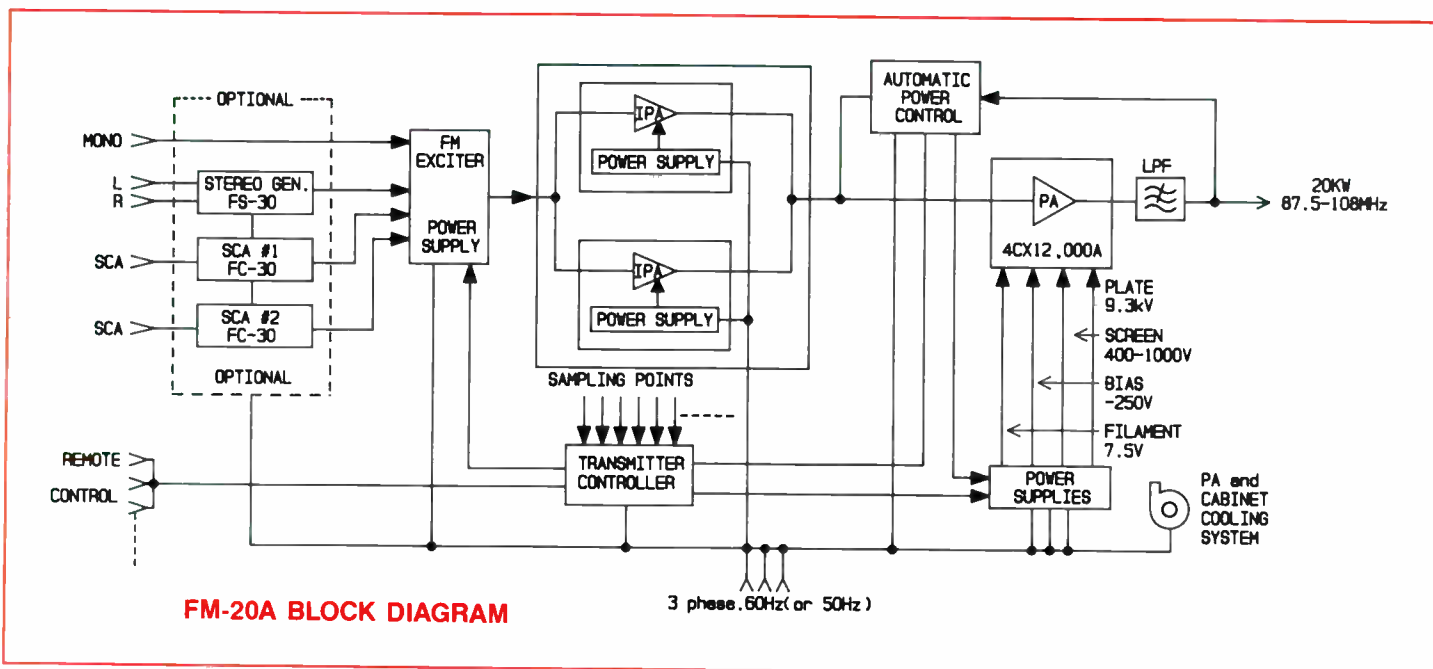 OPTIONAL
MONO
L
R
STEREO GEN.
FS-30
SCA
SCA #1
FC-30
SCA
SCA #2
FC-30
OPTIONAL
FM
EXCITER
POWER
SUPPLY
IPA
POWER SUPPLY
IPA
POWER SUPPLY
AUTOMATIC
POWER
CONTROL
PA
4CX12,000A
LPF
20KW
87.5-108MHz
PLATE
9.3kV
SCREEN
400-1000V
BIAS
-250V
FILAMENT
7.5V
SAMPLING POINTS
TRANSMITTER
CONTROLLER
REMOTE
CONTROL
POWER
SUPPLIES
PA and
CABINET
COOLING
SYSTEM
3 phase,60Hz(or 50Hz)
FM-20A BLOCK DIAGRAM